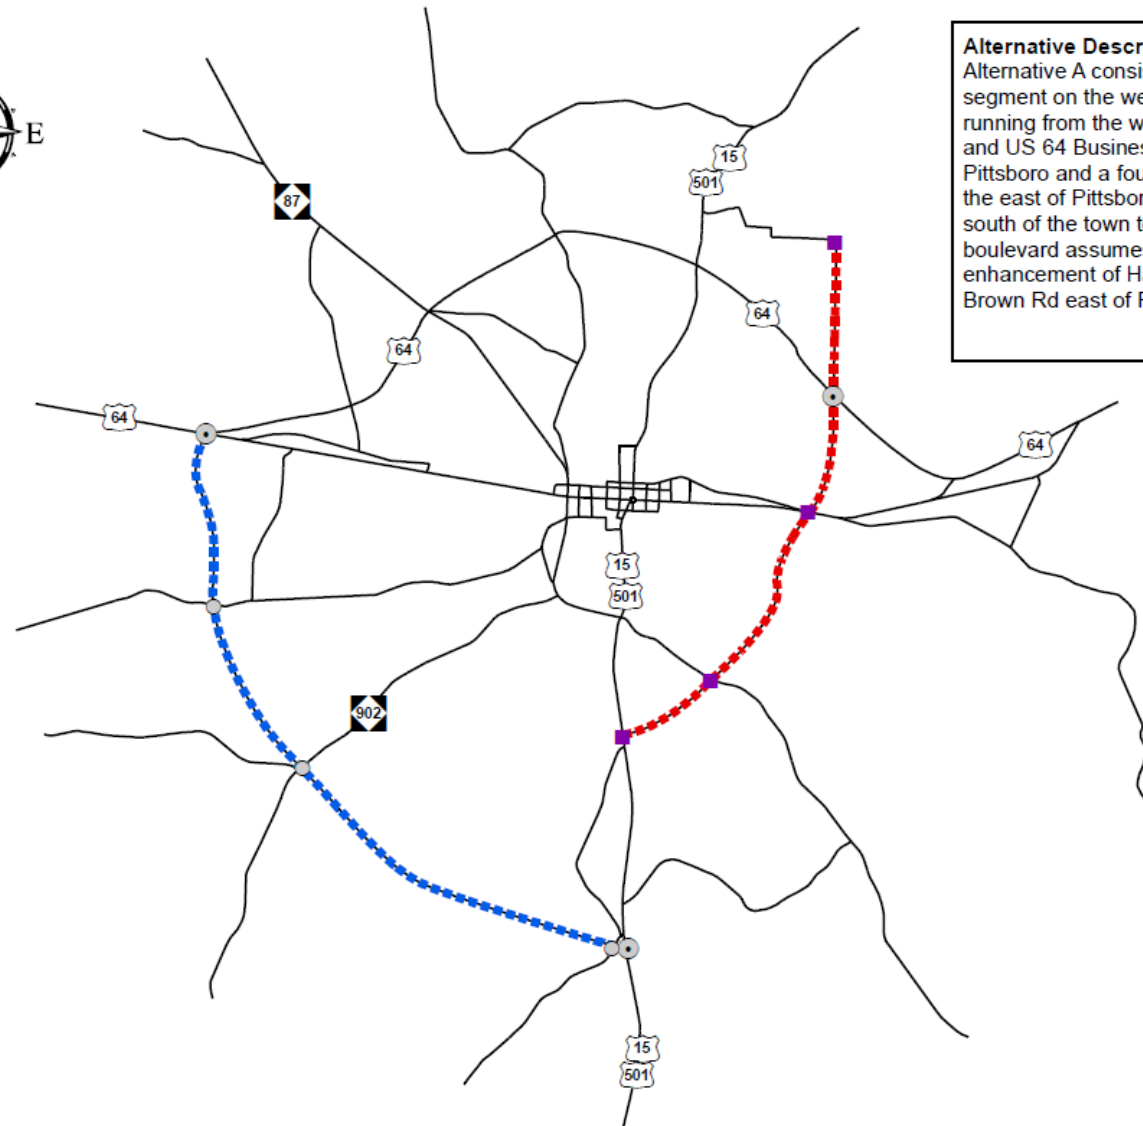 E
Alternative Descr
Alternative A consi
segment on the we
running from the w
and US 64 Busines
Pittsboro and a fou
the east of Pittsbor
south of the town t
boulevard assume
enhancement of H
Brown Rd east of
15
501
87
64
64
64
64
15
501
902
15
501